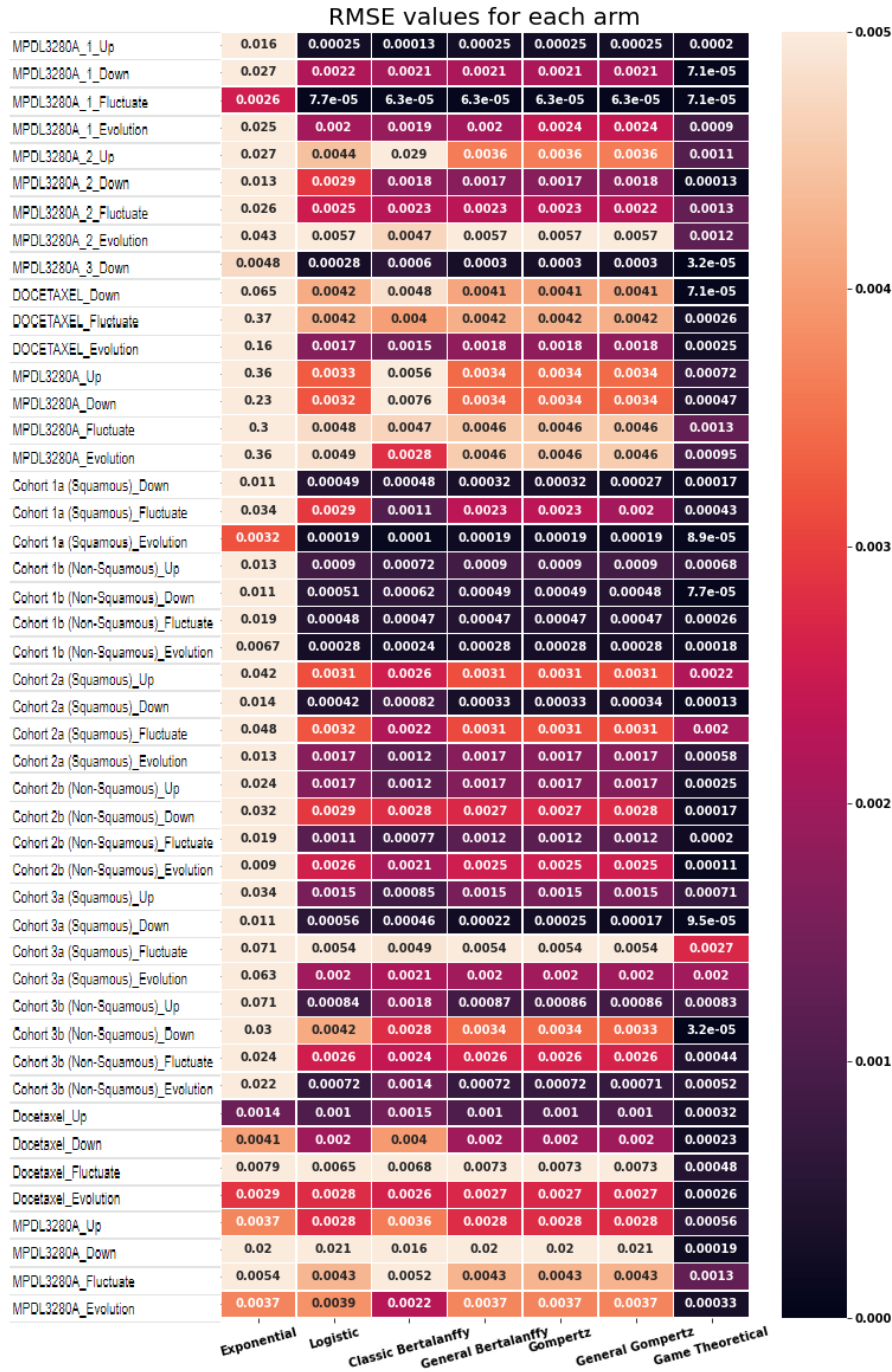 RMSE values for each arm
MPDL3280A_1_Up 0.016 0.00025 0.00013 0.00025 0.00025 0.00025 0.0002
MPDL3280A_1_Down 0.027 0.0022 0.0021 0.0021 0.0021 0.0021 7.1e-05
MPDL3280A_1_Fluctuate 0.0026 7.7e-05 6.3e-05 6.3e-05 6.3e-05 6.3e-05 7.1e-05
MPDL3280A_1_Evolution 0.025 0.002 0.0019 0.002 0.0024 0.0024 0.0009
MPDL3280A_2_Up 0.027 0.0044 0.029 0.0036 0.0036 0.0036 0.0011
MPDL3280A_2_Down 0.013 0.0029 0.0018 0.0017 0.0017 0.0018 0.00013
MPDL3280A_2_Fluctuate 0.026 0.0025 0.0023 0.0023 0.0023 0.0022 0.0013
MPDL3280A_2_Evolution 0.043 0.0057 0.0047 0.0057 0.0057 0.0057 0.0012
MPDL3280A_3_Down 0.0048 0.00028 0.0006 0.0003 0.0003 0.0003 3.2e-05
DOCETAXEL_Down 0.065 0.0042 0.0048 0.0041 0.0041 0.0041 7.1e-05
DOCETAXEL_Fluctuate 0.37 0.0042 0.004 0.0042 0.0042 0.0042 0.00026
DOCETAXEL_Evolution 0.16 0.0017 0.0015 0.0018 0.0018 0.0018 0.00025
MPDL3280A_Up 0.36 0.0033 0.0056 0.0034 0.0034 0.0034 0.00072
MPDL3280A_Down 0.23 0.0032 0.0076 0.0034 0.0034 0.0034 0.00047
MPDL3280A_Fluctuate 0.3 0.0048 0.0047 0.0046 0.0046 0.0046 0.0013
MPDL3280A_Evolution 0.36 0.0049 0.0028 0.0046 0.0046 0.0046 0.00095
Cohort 1a (Squamous)_Down 0.011 0.00049 0.00048 0.00032 0.00032 0.00027 0.00017
Cohort 1a (Squamous)_Fluctuate 0.034 0.0029 0.0011 0.0023 0.0023 0.002 0.00043
Cohort 1a (Squamous)_Evolution 0.0032 0.00019 0.0001 0.00019 0.00019 0.00019 8.9e-05
Cohort 1b (Non-Squamous)_Up 0.013 0.0009 0.00072 0.0009 0.0009 0.0009 0.00068
Cohort 1b (Non-Squamous)_Down 0.011 0.00051 0.00062 0.00049 0.00049 0.00048 7.7e-05
Cohort 1b (Non-Squamous)_Fluctuate 0.019 0.00048 0.00047 0.00047 0.00047 0.00047 0.00026
Cohort 1b (Non-Squamous)_Evolution 0.0067 0.00028 0.00024 0.00028 0.00028 0.00028 0.00018
Cohort 2a (Squamous)_Up 0.042 0.0031 0.0026 0.0031 0.0031 0.0031 0.0022
Cohort 2a (Squamous)_Down 0.014 0.00042 0.00082 0.00033 0.00033 0.00034 0.00013
Cohort 2a (Squamous)_Fluctuate 0.048 0.0032 0.0022 0.0031 0.0031 0.0031 0.002
Cohort 2a (Squamous)_Evolution 0.013 0.0017 0.0012 0.0017 0.0017 0.0017 0.00058
Cohort 2b (Non-Squamous)_Up 0.024 0.0017 0.0012 0.0017 0.0017 0.0017 0.00025
Cohort 2b (Non-Squamous)_Down 0.032 0.0029 0.0028 0.0027 0.0027 0.0028 0.00017
Cohort 2b (Non-Squamous)_Fluctuate 0.019 0.0011 0.00077 0.0012 0.0012 0.0012 0.0002
Cohort 2b (Non-Squamous)_Evolution 0.009 0.0026 0.0021 0.0025 0.0025 0.0025 0.00011
Cohort 3a (Squamous)_Up 0.034 0.0015 0.00085 0.0015 0.0015 0.0015 0.00071
Cohort 3a (Squamous)_Down 0.011 0.00056 0.00046 0.00022 0.00025 0.00017 9.5e-05
Cohort 3a (Squamous)_Fluctuate 0.071 0.0054 0.0049 0.0054 0.0054 0.0054 0.0027
Cohort 3a (Squamous)_Evolution 0.063 0.002 0.0021 0.002 0.002 0.002 0.002
Cohort 3b (Non-Squamous)_Up 0.071 0.00084 0.0018 0.00087 0.00086 0.00086 0.00083
Cohort 3b (Non-Squamous)_Down 0.03 0.0042 0.0028 0.0034 0.0034 0.0033 3.2e-05
Cohort 3b (Non-Squamous)_Fluctuate 0.024 0.0026 0.0024 0.0026 0.0026 0.0026 0.00044
Cohort 3b (Non-Squamous)_Evolution 0.022 0.00072 0.0014 0.00072 0.00072 0.00071 0.00052
Docetaxel_Up 0.0014 0.001 0.0015 0.001 0.001 0.001 0.00032
Docetaxel_Down 0.0041 0.002 0.004 0.002 0.002 0.002 0.00023
Docetaxel_Fluctuate 0.0079 0.0065 0.0068 0.0073 0.0073 0.0073 0.00048
Docetaxel_Evolution 0.0029 0.0028 0.0026 0.0027 0.0027 0.0027 0.00026
MPDL3280A_Up 0.0037 0.0028 0.0036 0.0028 0.0028 0.0028 0.00056
MPDL3280A_Down 0.02 0.021 0.016 0.02 0.02 0.021 0.00019
MPDL3280A_Fluctuate 0.0054 0.0043 0.0052 0.0043 0.0043 0.0043 0.0013
MPDL3280A_Evolution 0.0037 0.0039 0.0022 0.0037 0.0037 0.0037 0.00033
Exponential Logistic Classic Bertalanffy General Bertalanffy Gompertz General Gompertz Game Theoretical
0.005
0.004
0.003
0.002
0.001
0.000